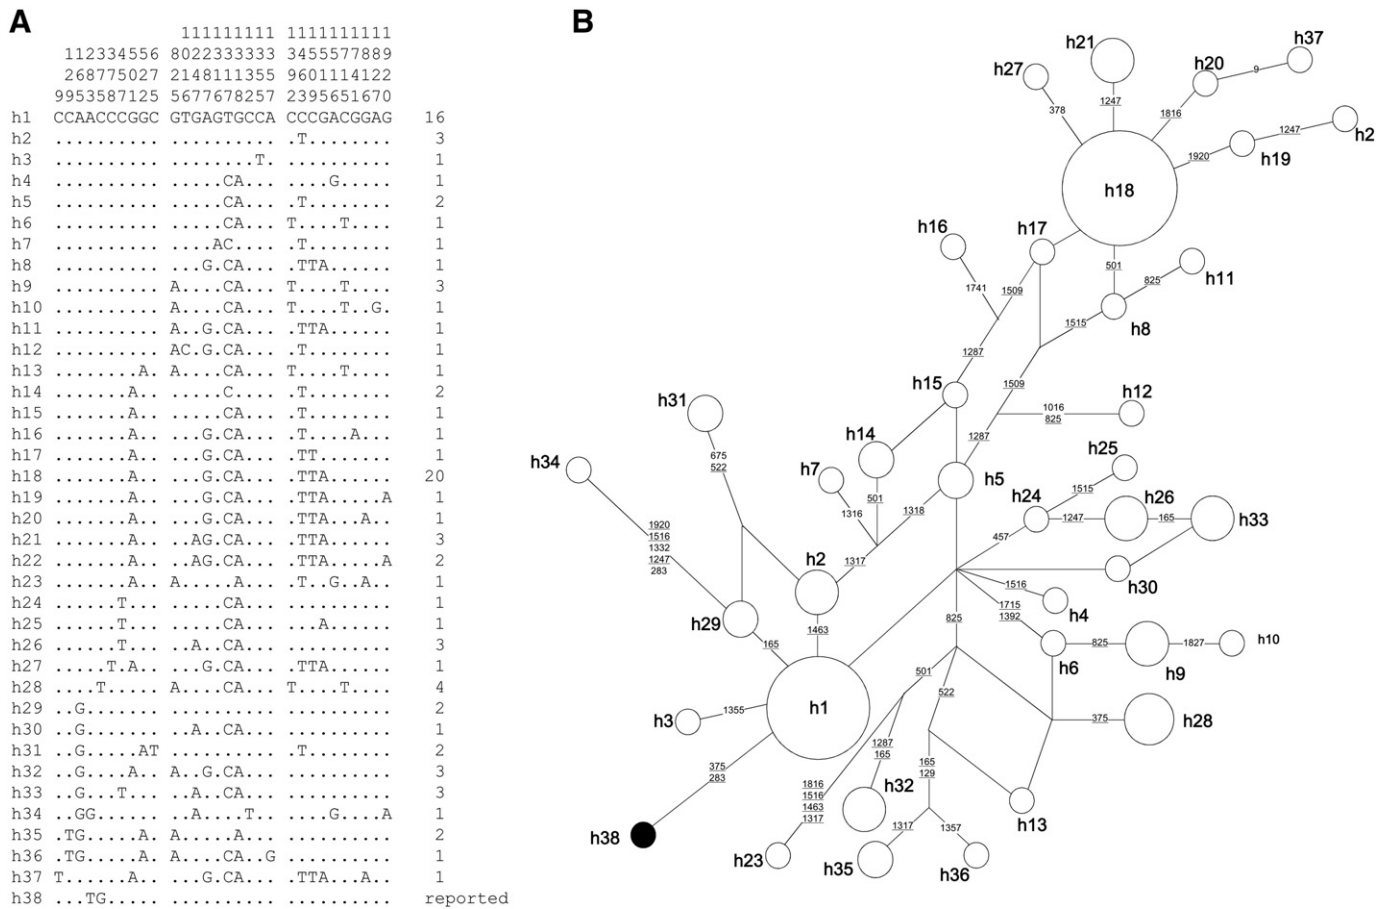 A
111111111 1111111111
112334556 8022333333 3455577889
268775027 2148111355 9601114122
9953587125 5677678257 2395651670
h1 CCAACCCGGC GTGAGTGCCA CCCGACGGAG 16
h2 .......... .......... .T........ 3
h3 .......... ........T. .......... 1
h4 .......... .....CA... ....G..... 1
h5 .......... .....CA... .T........ 2
h6 .......... .....CA... T....T.... 1
h7 .......... ....AC.... .T........ 1
h8 .......... ...G.CA... .TTA...... 1
h9 .......... A....CA... T....T.... 3
h10 .......... A....CA... T....T..G. 1
h11 .......... A..G.CA... .TTA...... 1
h12 .......... AC.G.CA... .T........ 1
h13 ........A. A....CA... T....T.... 1
h14 .......A.. .....C.... .T........ 2
h15 .......A.. .....CA... .T........ 1
h16 .......A.. ...G.CA... .T....A... 1
h17 .......A.. ...G.CA... .TT....... 1
h18 .......A.. ...G.CA... .TTA...... 20
h19 .......A.. ...G.CA... .TTA.....A 1
h20 .......A.. ...G.CA... .TTA...A.. 1
h21 .......A.. ..AG.CA... .TTA...... 3
h22 .......A.. ..AG.CA... .TTA.....A 2
h23 .......A.. A.....A... .T..G..A.. 1
h24 ......T... .....CA... .......... 1
h25 ......T... .....CA... ...A...... 1
h26 ......T... ..A..CA... .......... 3
h27 .....T.A.. ...G.CA... .TTA...... 1
h28 ....T..... A....CA... T....T.... 4
h29 ..G....... .......... .......... 2
h30 ..G....... ..A..CA... .......... 1
h31 ..G.....AT .......... .T........ 2
h32 ..G....A.. A..G.CA... .......... 3
h33 ..G...T... ..A..CA... .......... 3
h34 ..GG...... ..A....T.. ....G....A 1
h35 .TG.....A. A.....A... .......... 2
h36 .TG.....A. A....CA..G .......... 1
h37 T......A.. ...G.CA... .TTA...A.. 1
h38 ...TG..... .......... .......... reported
B
h21
h37
h20
h27
9
378
1247
1816
1247
h2
1920
h19
h18
h16
h17
501
h11
825
1741
1509
1515
h8
1287
1509
h15
h31
1016
825
h12
1287
h14
h25
675
522
h34
h7
h5
501
1515
h24
h26
h33
1316
1318
1247
165
457
1920
1516
1332
1247
283
h2
1317
h30
1516
h4
h29
1463
1715
1392
825
165
825
1827
h10
h6
h9
501
522
h1
h3
1355
375
h28
1287
165
375
283
165
129
1816
1516
1463
1317
h32
h13
h38
1317
1357
h23
h35
h36